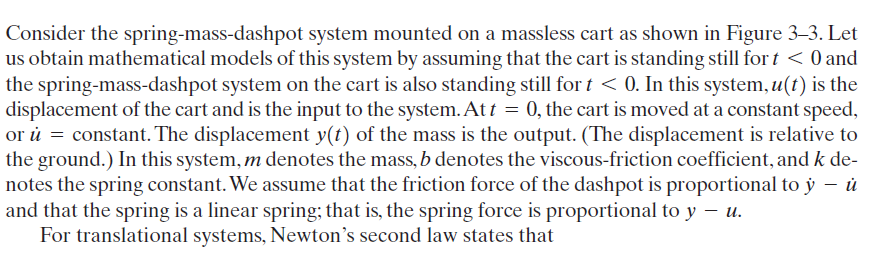 Consider the spring-mass-dashpot system mounted on a massless cart as shown in Figure 3–3. Let
us obtain mathematical models of this system by assuming that the cart is standing still for t < 0 and
the spring-mass-dashpot system on the cart is also standing still for t < 0. In this system, u(t) is the
displacement of the cart and is the input to the system. At t = 0, the cart is moved at a constant speed,
or u̇ = constant. The displacement y(t) of the mass is the output. (The displacement is relative to
the ground.) In this system, m denotes the mass, b denotes the viscous-friction coefficient, and k de-
notes the spring constant. We assume that the friction force of the dashpot is proportional to ẏ − u̇
and that the spring is a linear spring; that is, the spring force is proportional to y − u.
For translational systems, Newton's second law states that